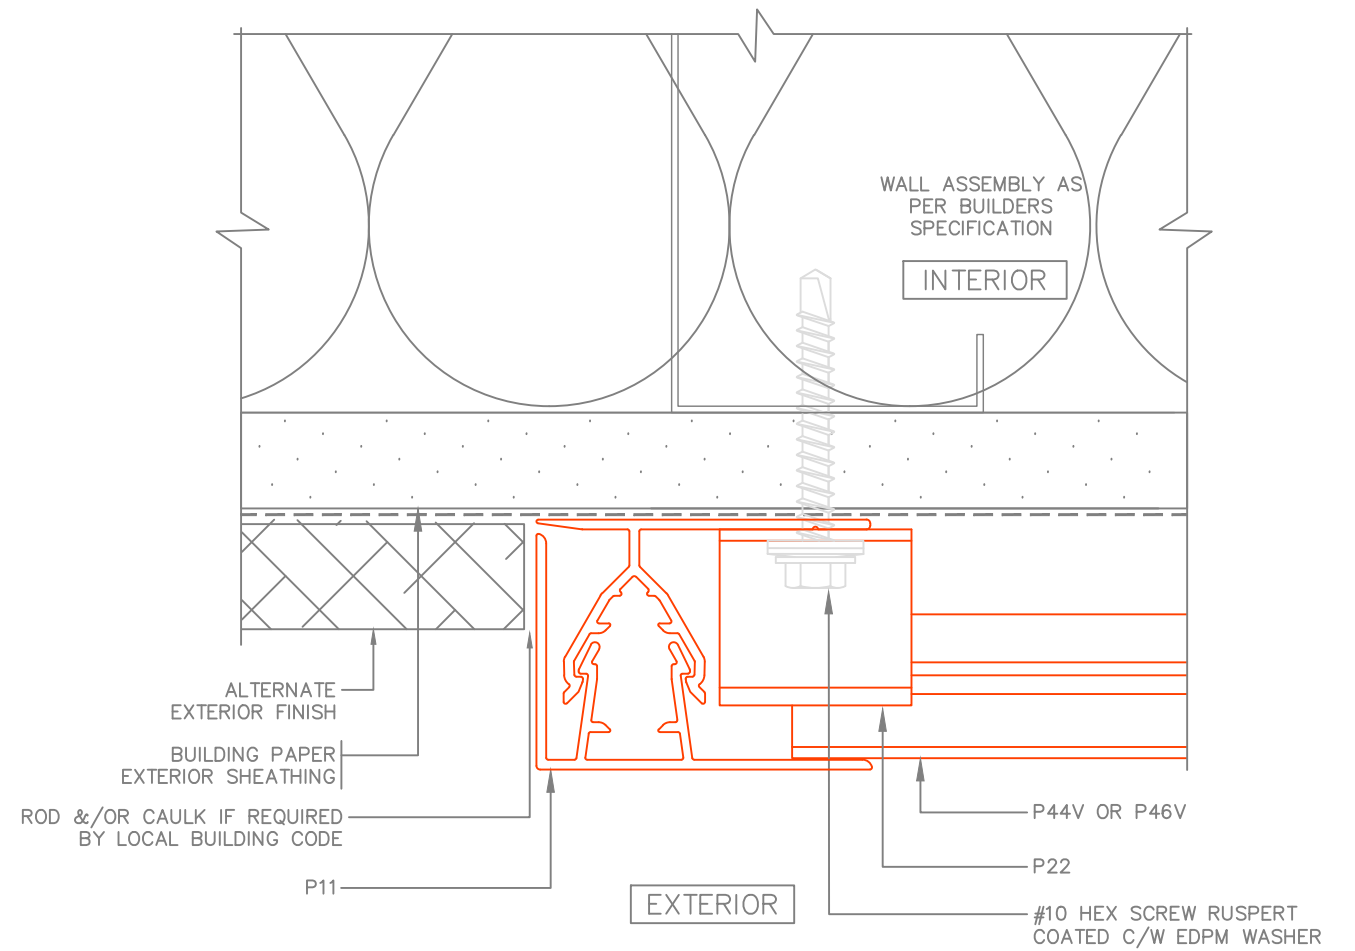 WALL ASSEMBLY AS
PER BUILDERS
SPECIFICATION
INTERIOR
ALTERNATE
EXTERIOR FINISH
BUILDING PAPER
EXTERIOR SHEATHING
ROD &/OR CAULK IF REQUIRED
BY LOCAL BUILDING CODE
P11
EXTERIOR
P44V OR P46V
P22
#10 HEX SCREW RUSPERT
COATED C/W EDPM WASHER